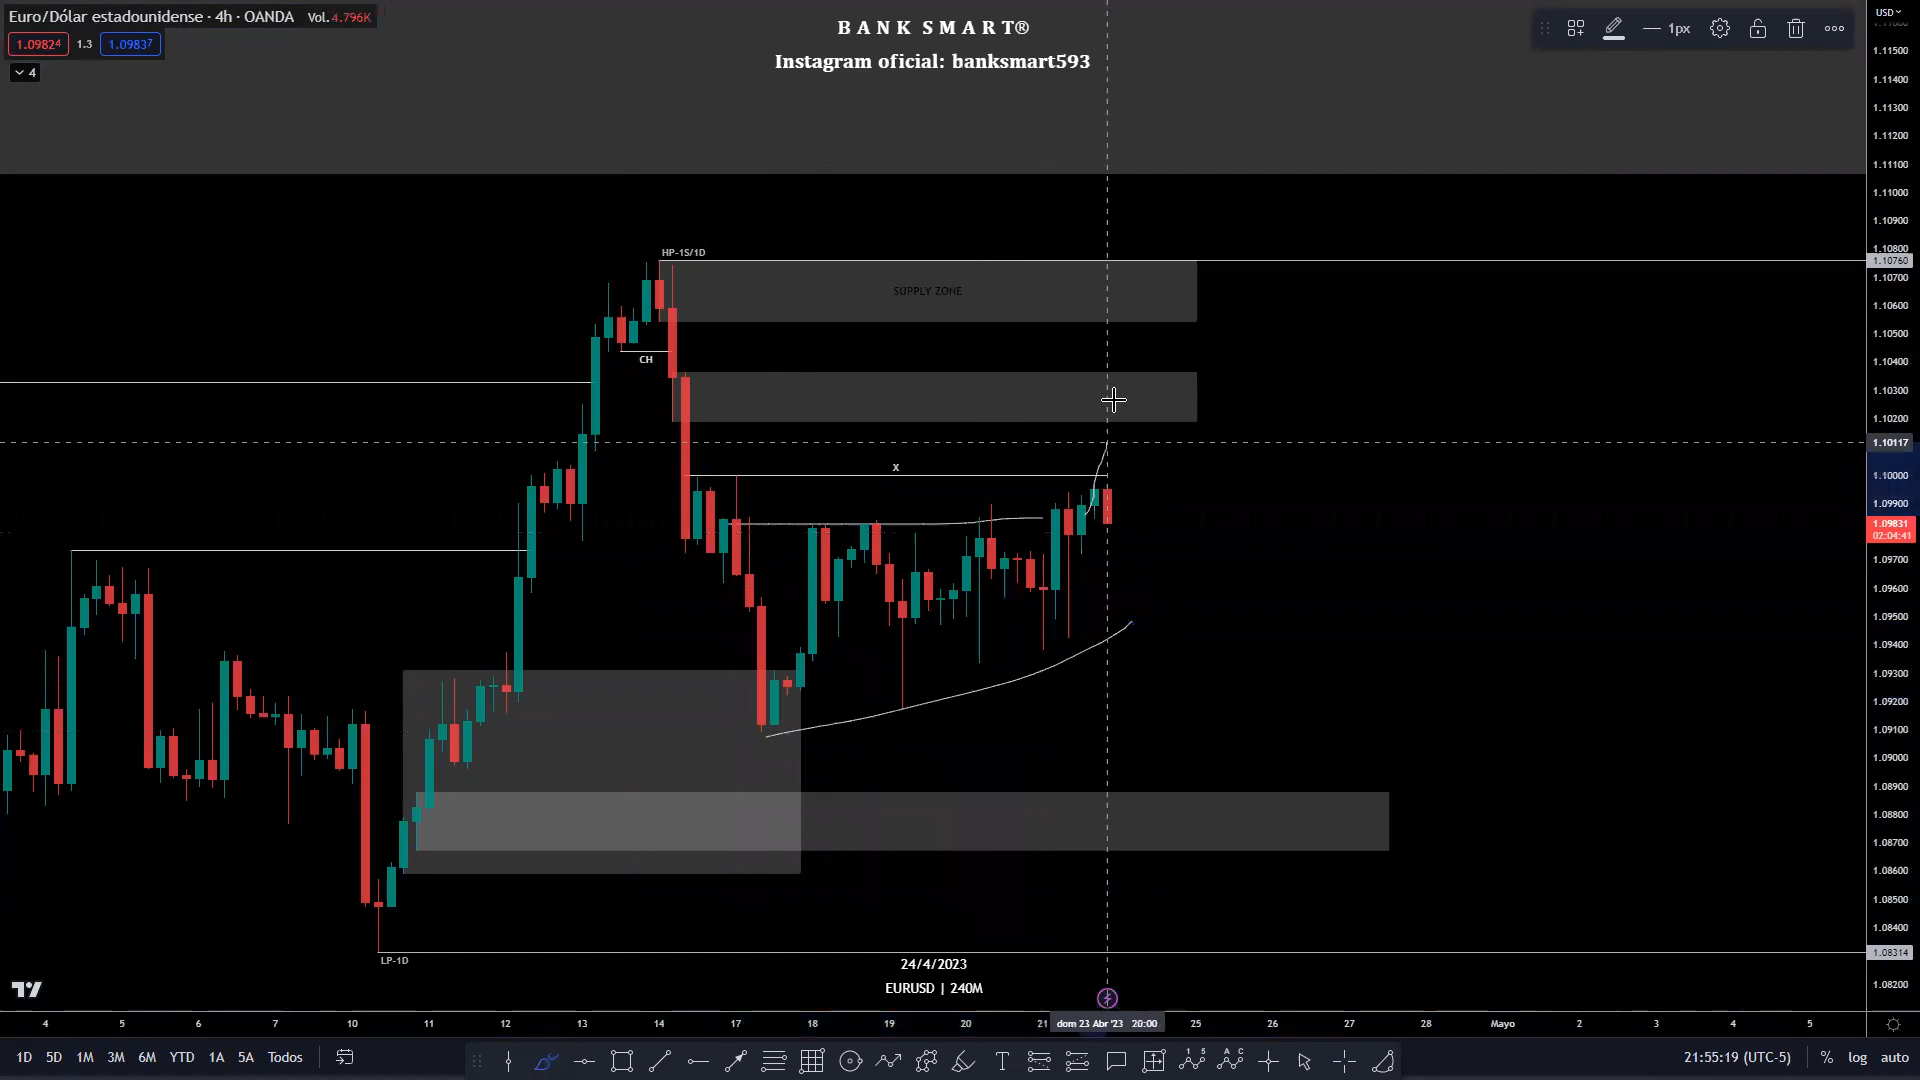 Euro/Dólar estadounidense · 4h · OANDA Vol. 4.796K
1.09824 1.3 1.09837
4
B A N K S M A R T®
Instagram oficial: banksmart593
1px
USD
HP-1S/1D
SUPPLY ZONE
CH
X
LP-1D
24/4/2023
EURUSD | 240M
1.11500
1.11400
1.11300
1.11200
1.11100
1.11000
1.10900
1.10800
1.10760
1.10700
1.10600
1.10500
1.10400
1.10300
1.10200
1.10117
1.10000
1.09900
1.09831
02:04:41
1.09700
1.09600
1.09500
1.09400
1.09300
1.09200
1.09100
1.09000
1.08900
1.08800
1.08700
1.08600
1.08500
1.08400
1.08314
1.08200
4 5 6 7 10 11 12 13 14 17 18 19 20 21 dom 23 Abr '23 20:00 25 26 27 28 Mayo 2 3 4 5
1D 5D 1M 3M 6M YTD 1A 5A Todos
21:55:19 (UTC-5) % log auto